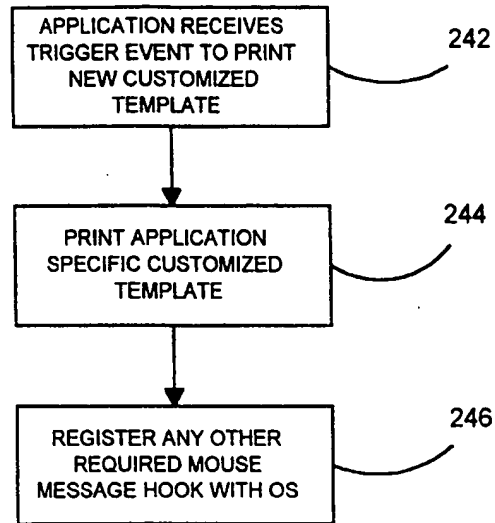 APPLICATION RECEIVES
TRIGGER EVENT TO PRINT
NEW CUSTOMIZED
TEMPLATE
242
PRINT APPLICATION
SPECIFIC CUSTOMIZED
TEMPLATE
244
REGISTER ANY OTHER
REQUIRED MOUSE
MESSAGE HOOK WITH OS
246